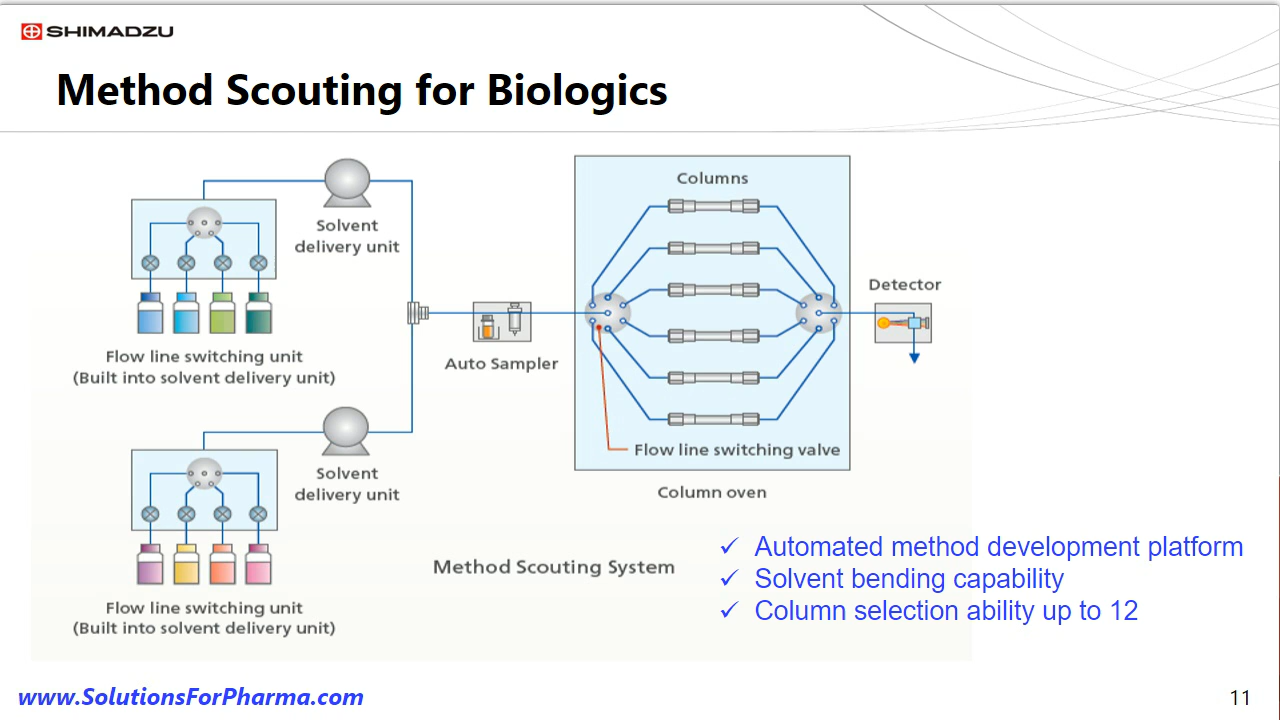 SHIMADZU
Method Scouting for Biologics
Solvent
delivery unit
Flow line switching unit
(Built into solvent delivery unit)
Auto Sampler
Columns
Flow line switching valve
Column oven
Detector
Solvent
delivery unit
Flow line switching unit
(Built into solvent delivery unit)
Method Scouting System
✓ Automated method development platform
✓ Solvent bending capability
✓ Column selection ability up to 12
www.SolutionsForPharma.com
11